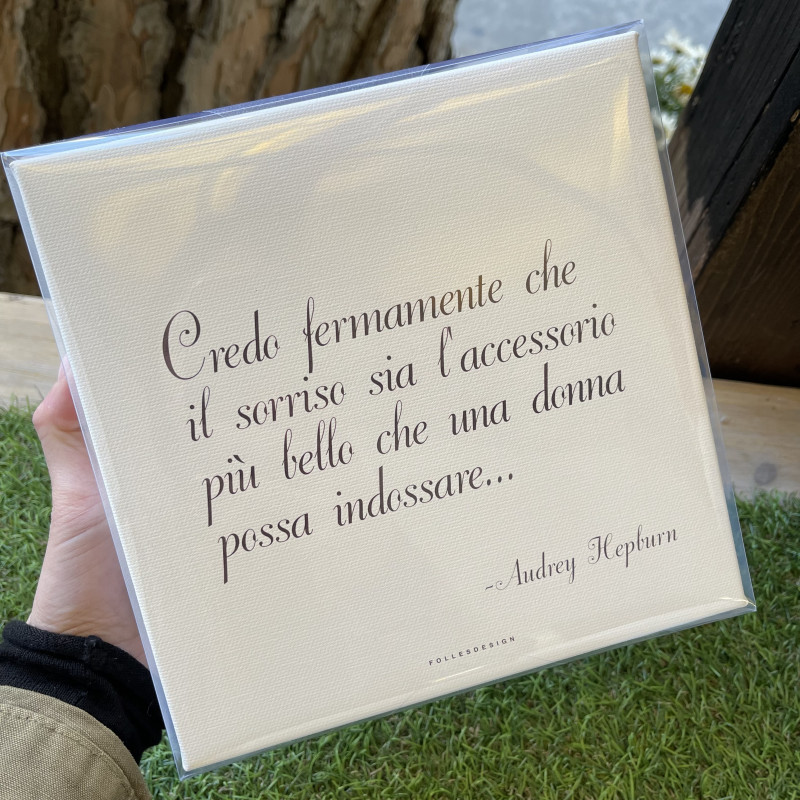 Credo fermamente che
il sorriso sia l'accessorio
più bello che una donna
possa indossare...
-Audrey Hepburn
FOLLESDESIGN